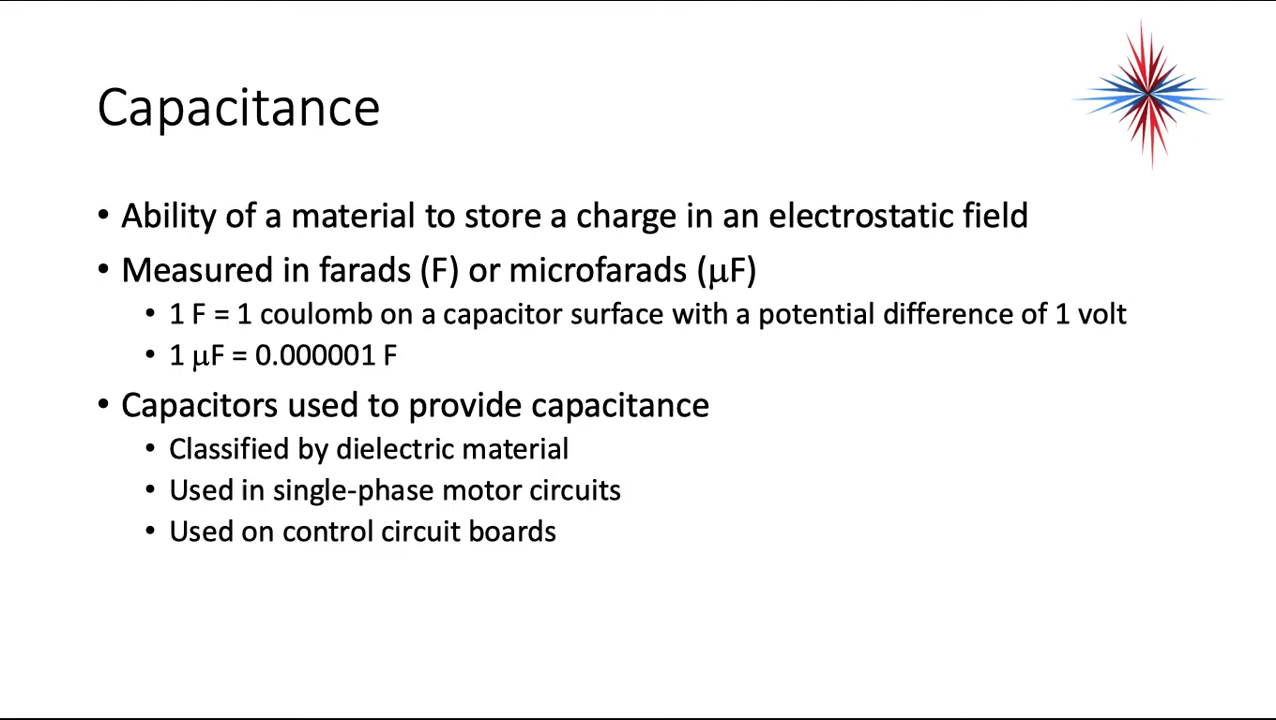 Capacitance
• Ability of a material to store a charge in an electrostatic field
• Measured in farads (F) or microfarads (μF)
• 1 F = 1 coulomb on a capacitor surface with a potential difference of 1 volt
• 1 μF = 0.000001 F
• Capacitors used to provide capacitance
• Classified by dielectric material
• Used in single-phase motor circuits
• Used on control circuit boards